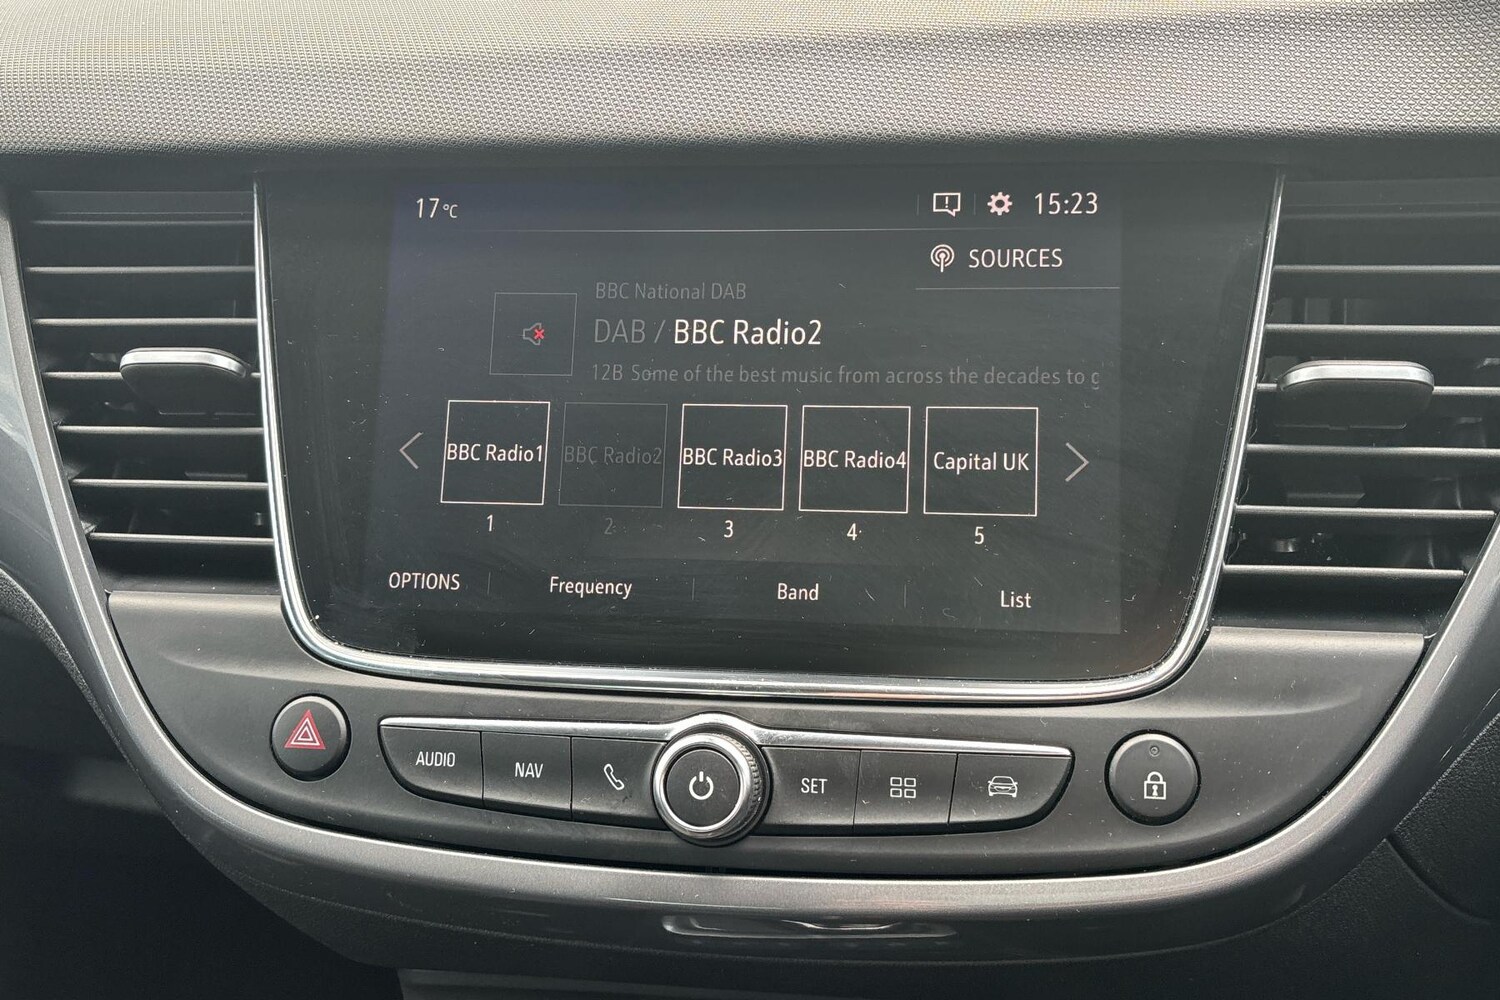 17°C
15:23
SOURCES
BBC National DAB
DAB / BBC Radio2
12B Some of the best music from across the decades to g
BBC Radio1 BBC Radio2 BBC Radio3 BBC Radio4 Capital UK
1 2 3 4 5
OPTIONS Frequency Band List
AUDIO NAV SET